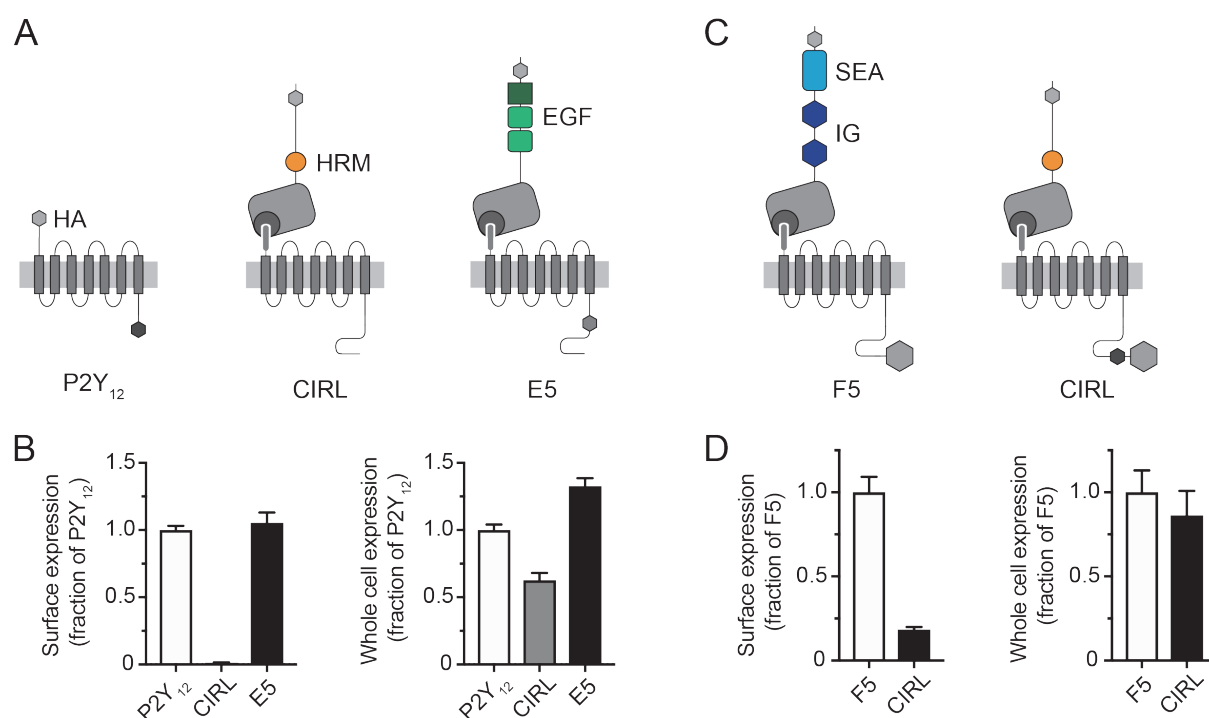 A
HA
P2Y₁₂
HRM
CIRL
EGF
E5
C
SEA
IG
F5
CIRL
B
Surface expression
(fraction of P2Y₁₂)
1.5
1.0
0.5
0
P2Y₁₂
CIRL
E5
Whole cell expression
(fraction of P2Y₁₂)
1.5
1.0
0.5
0
P2Y₁₂
CIRL
E5
D
Surface expression
(fraction of F5)
1.0
0.5
0
F5
CIRL
Whole cell expression
(fraction of F5)
1.0
0.5
0
F5
CIRL